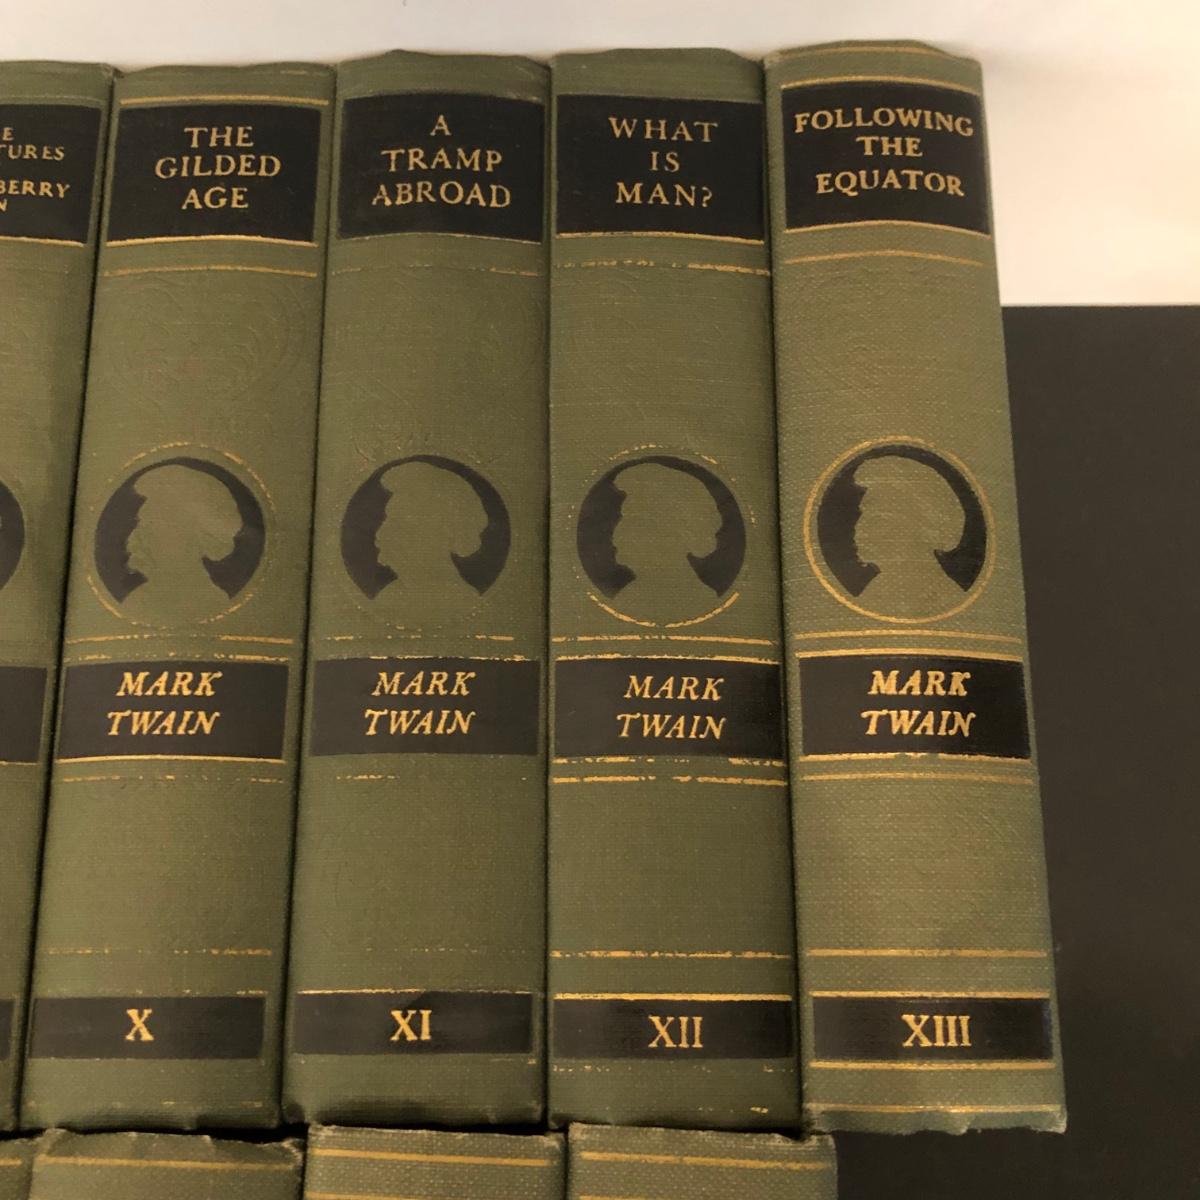 THE
GILDED
AGE
MARK
TWAIN
X
A
TRAMP
ABROAD
MARK
TWAIN
XI
WHAT
IS
MAN?
MARK
TWAIN
XII
FOLLOWING
THE
EQUATOR
MARK
TWAIN
XIII